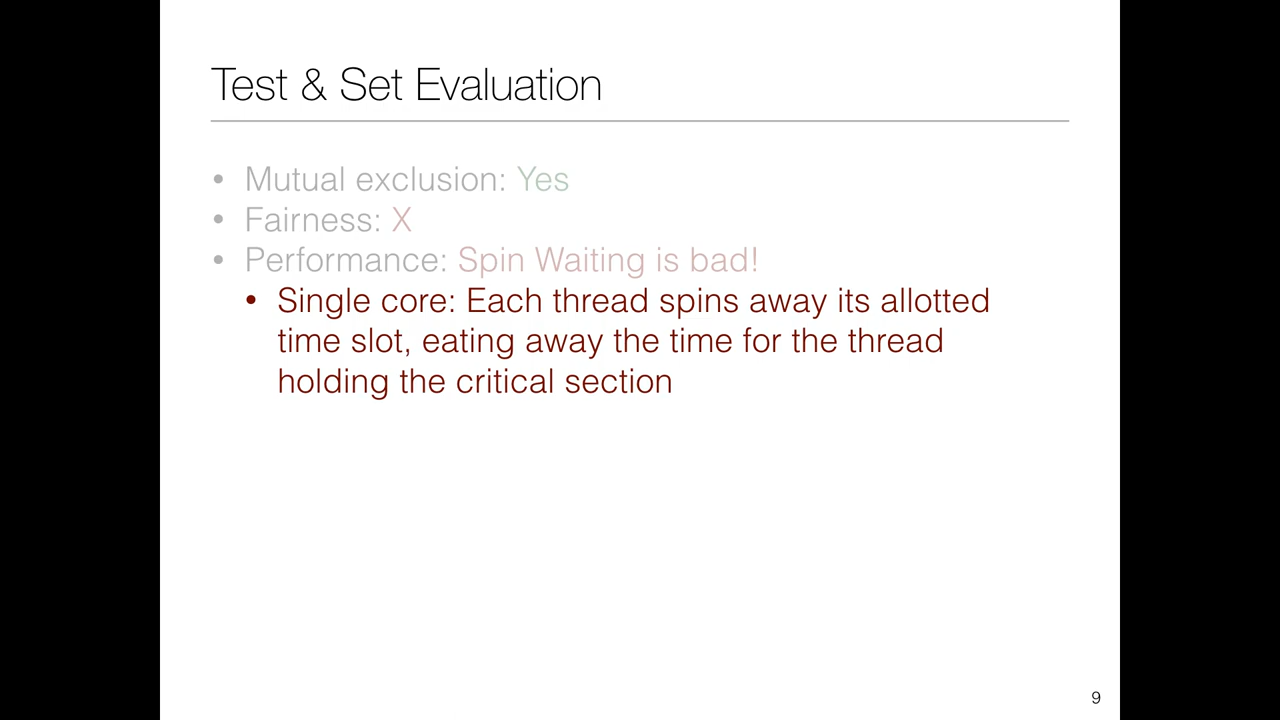 Test & Set Evaluation
• Mutual exclusion: Yes
• Fairness: X
• Performance: Spin Waiting is bad!
• Single core: Each thread spins away its allotted
time slot, eating away the time for the thread
holding the critical section
9